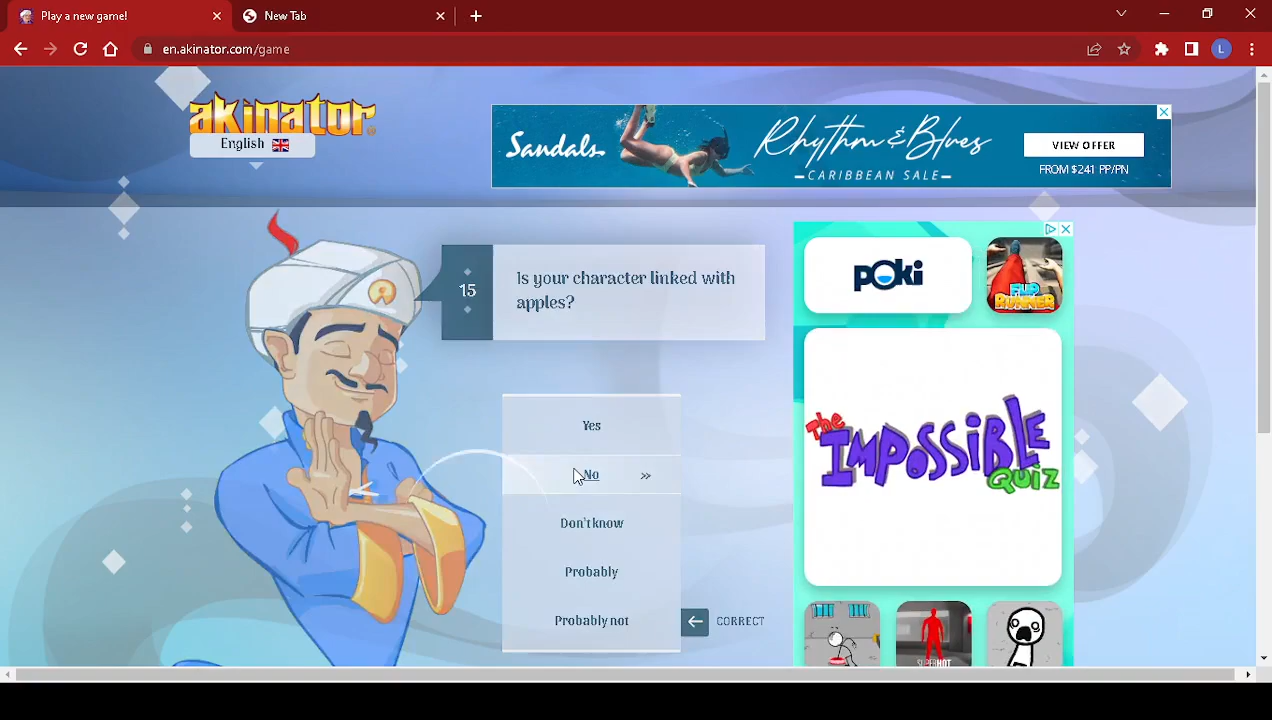 Play a new game!
New Tab
en.akinator.com/game
L
akinator
English
Sandals
Rhythm & Blues
CARIBBEAN SALE
VIEW OFFER
FROM $241 PP/PN
15
Is your character linked with
apples?
Yes
No
Don't know
Probably
Probably not
CORRECT
POKi
FLIP
RUNNER
The
IMPOSSIBLE
QUiZ
SUPERHOT